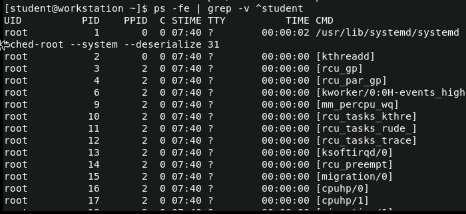 [student@workstation ~]$ ps -fe | grep -v ^student
UID PID PPID C STIME TTY TIME CMD
root 1 0 0 07:40 ? 00:00:02 /usr/lib/systemd/systemd
sched-root --system --deserialize 31
root 2 0 0 07:40 ? 00:00:00 [kthreadd]
root 3 2 0 07:40 ? 00:00:00 [rcu_gp]
root 4 2 0 07:40 ? 00:00:00 [rcu_par_gp]
root 6 2 0 07:40 ? 00:00:00 [kworker/0:0H-events_high
root 9 2 0 07:40 ? 00:00:00 [mm_percpu_wq]
root 10 2 0 07:40 ? 00:00:00 [rcu_tasks_kthre]
root 11 2 0 07:40 ? 00:00:00 [rcu_tasks_rude_]
root 12 2 0 07:40 ? 00:00:00 [rcu_tasks_trace]
root 13 2 0 07:40 ? 00:00:00 [ksoftirqd/0]
root 14 2 0 07:40 ? 00:00:00 [rcu_preempt]
root 15 2 0 07:40 ? 00:00:00 [migration/0]
root 16 2 0 07:40 ? 00:00:00 [cpuhp/0]
root 17 2 0 07:40 ? 00:00:00 [cpuhp/1]